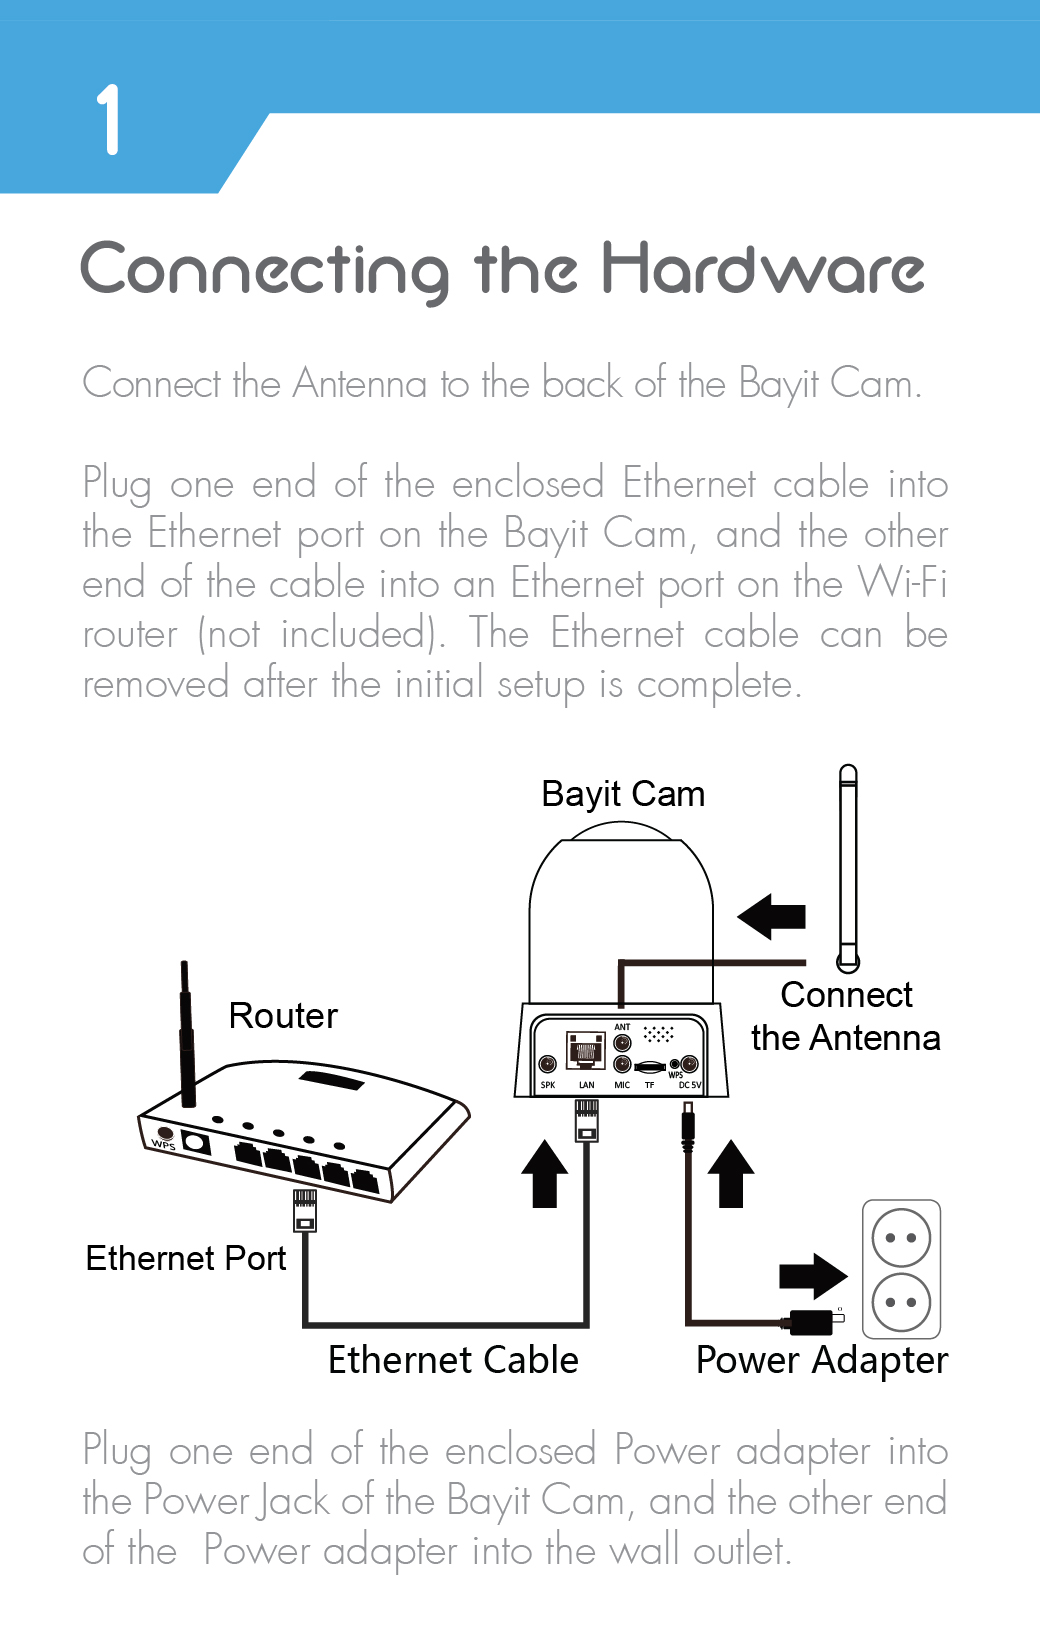 1
Connecting the Hardware
Connect the Antenna to the back of the Bayit Cam.
Plug one end of the enclosed Ethernet cable into
the Ethernet port on the Bayit Cam, and the other
end of the cable into an Ethernet port on the Wi-Fi
router (not included). The Ethernet cable can be
removed after the initial setup is complete.
Bayit Cam
Connect
the Antenna
Router
ANT
WPS
SPK LAN MIC TF DC 5V
WPS
Ethernet Port
Ethernet Cable
Power Adapter
Plug one end of the enclosed Power adapter into
the Power Jack of the Bayit Cam, and the other end
of the Power adapter into the wall outlet.